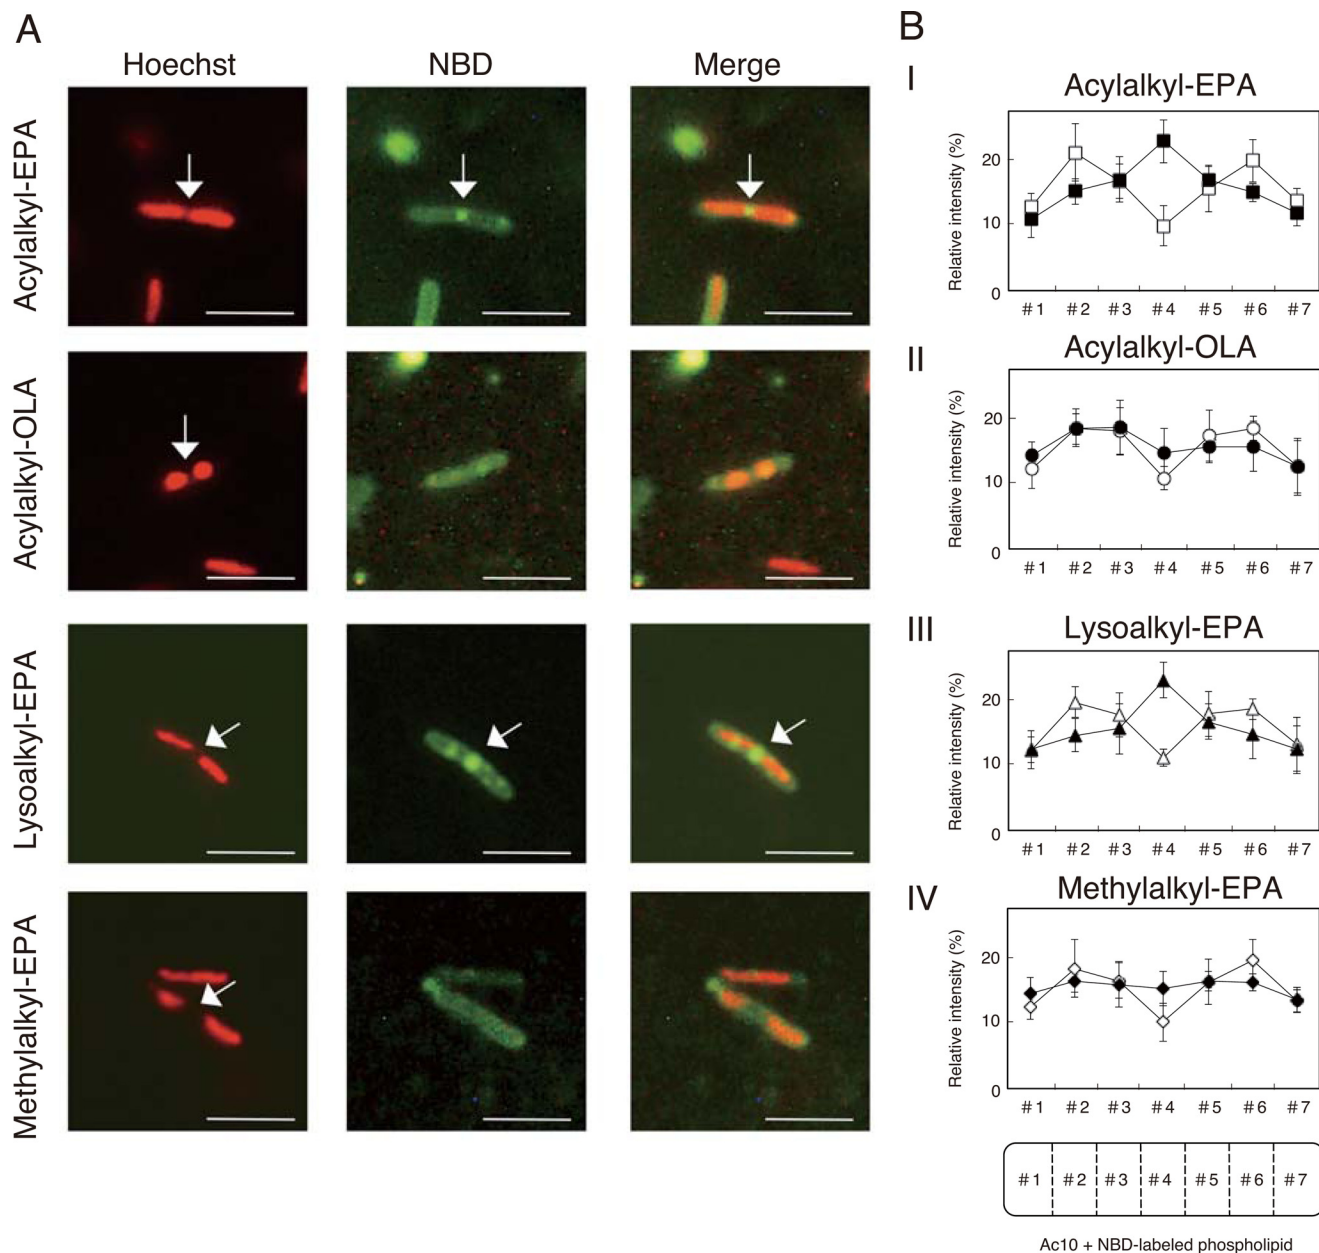 A
Hoechst
NBD
Merge
Acylalkyl-EPA
Acylalkyl-OLA
Lysoalkyl-EPA
Methylalkyl-EPA
B
I
Acylalkyl-EPA
Relative intensity (%)
20
10
0
#1 #2 #3 #4 #5 #6 #7
II
Acylalkyl-OLA
Relative intensity (%)
20
10
0
#1 #2 #3 #4 #5 #6 #7
III
Lysoalkyl-EPA
Relative intensity (%)
20
10
0
#1 #2 #3 #4 #5 #6 #7
IV
Methylalkyl-EPA
Relative intensity (%)
20
10
0
#1 #2 #3 #4 #5 #6 #7
#1 #2 #3 #4 #5 #6 #7
Ac10 + NBD-labeled phospholipid